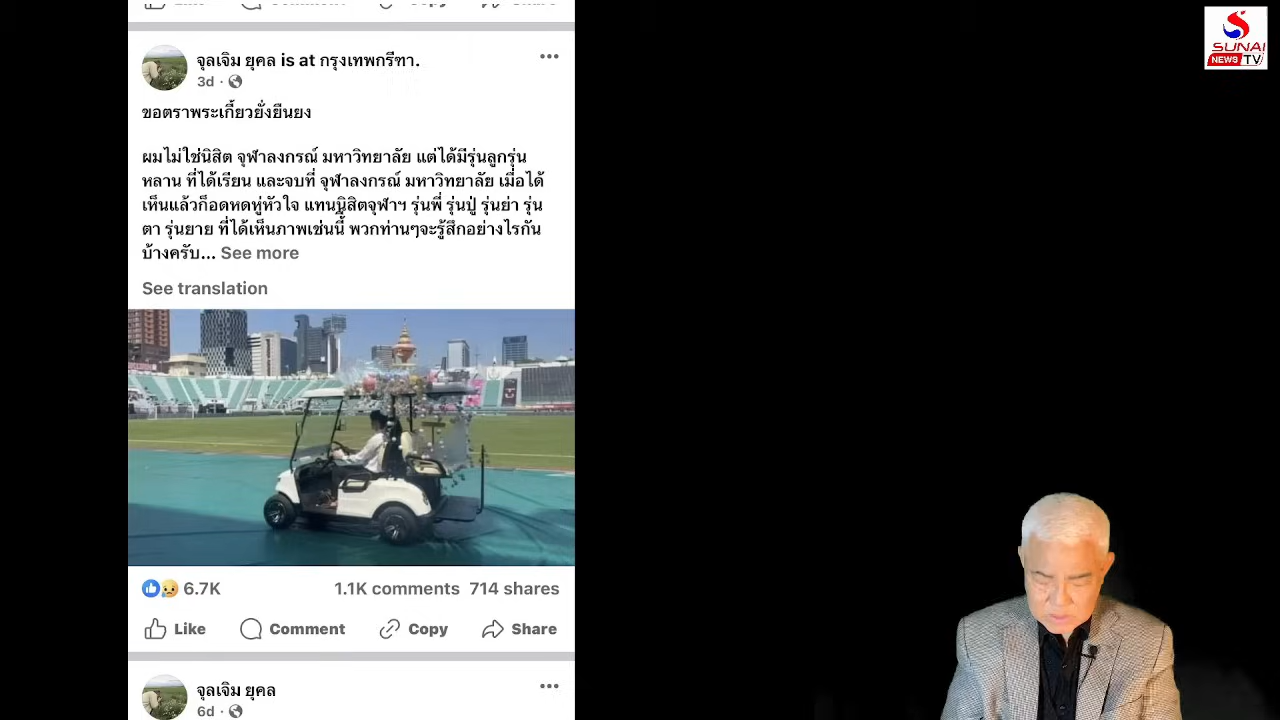 SUNAI
NEWS TV
จุลเจิม ยุคล is at กรุงเทพกรีฑา.
3d ·
ขอตราพระเกี้ยวยั่งยืนยง
ผมไม่ใช่นิสิต จุฬาลงกรณ์ มหาวิทยาลัย แต่ได้มีรุ่นลูกรุ่น
หลาน ที่ได้เรียน และจบที่ จุฬาลงกรณ์ มหาวิทยาลัย เมื่อได้
เห็นแล้วก็อดหดหู่หัวใจ แทนนิสิตจุฬาฯ รุ่นพี่ รุ่นปู่ รุ่นย่า รุ่น
ตา รุ่นยาย ที่ได้เห็นภาพเช่นนี้ พวกท่านๆจะรู้สึกอย่างไรกัน
บ้างครับ... See more
See translation
6.7K 1.1K comments 714 shares
Like Comment Copy Share
จุลเจิม ยุคล
6d ·